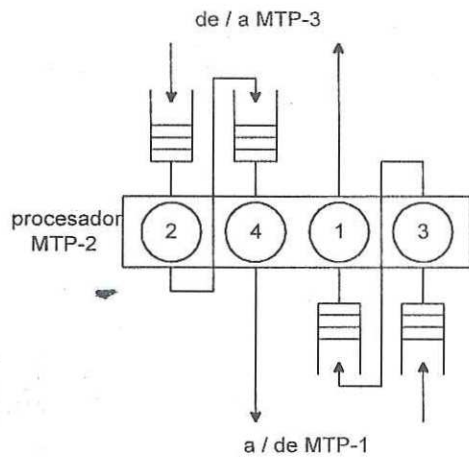 de / a MTP-3
procesador
MTP-2
2
4
1
3
a / de MTP-1